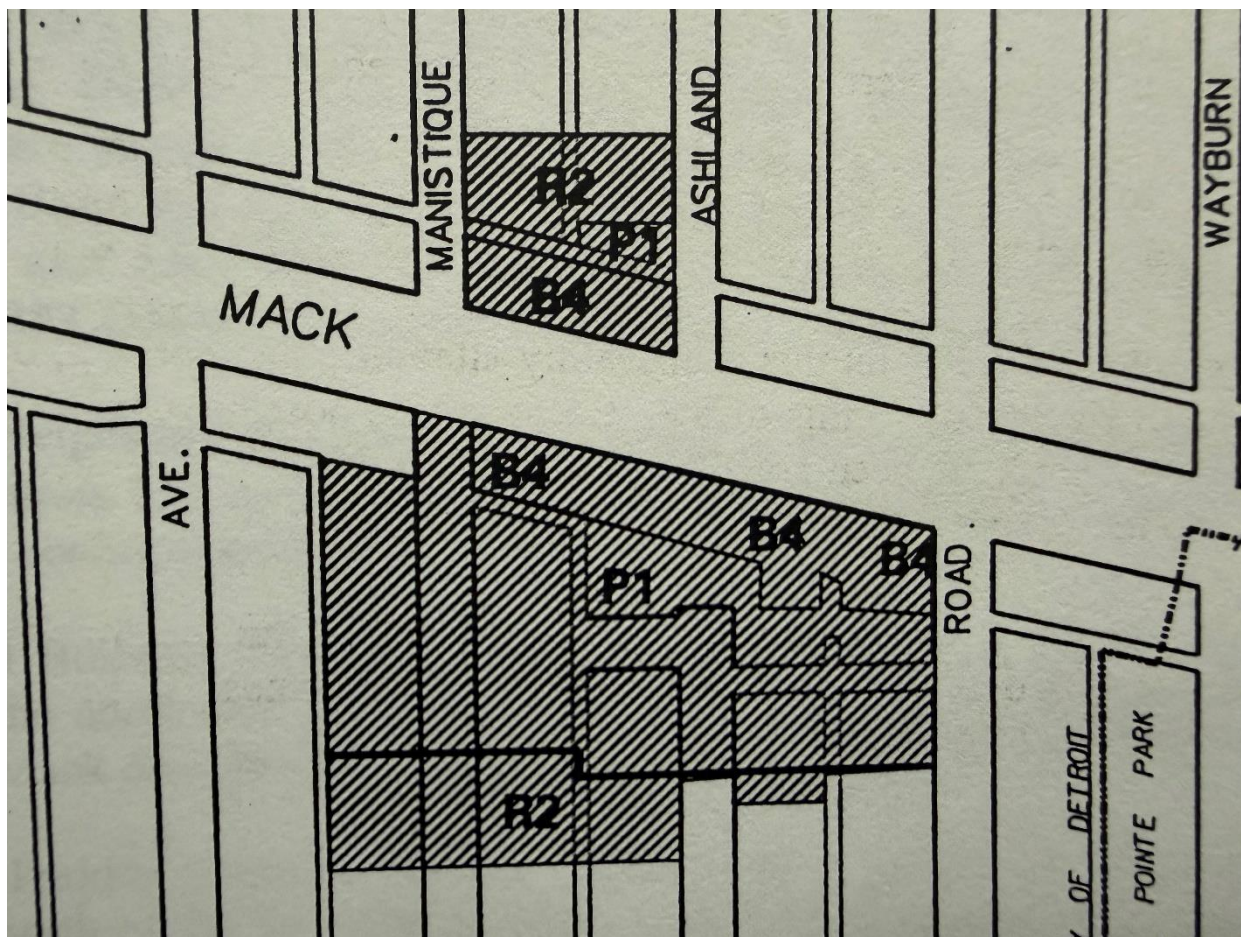 MANISTIQUE
ASHLAND
WAYBURN
R2
P1
B4
MACK
AVE.
B4
B4
B4
P1
ROAD
R2
OF DETROIT
POINTE PARK